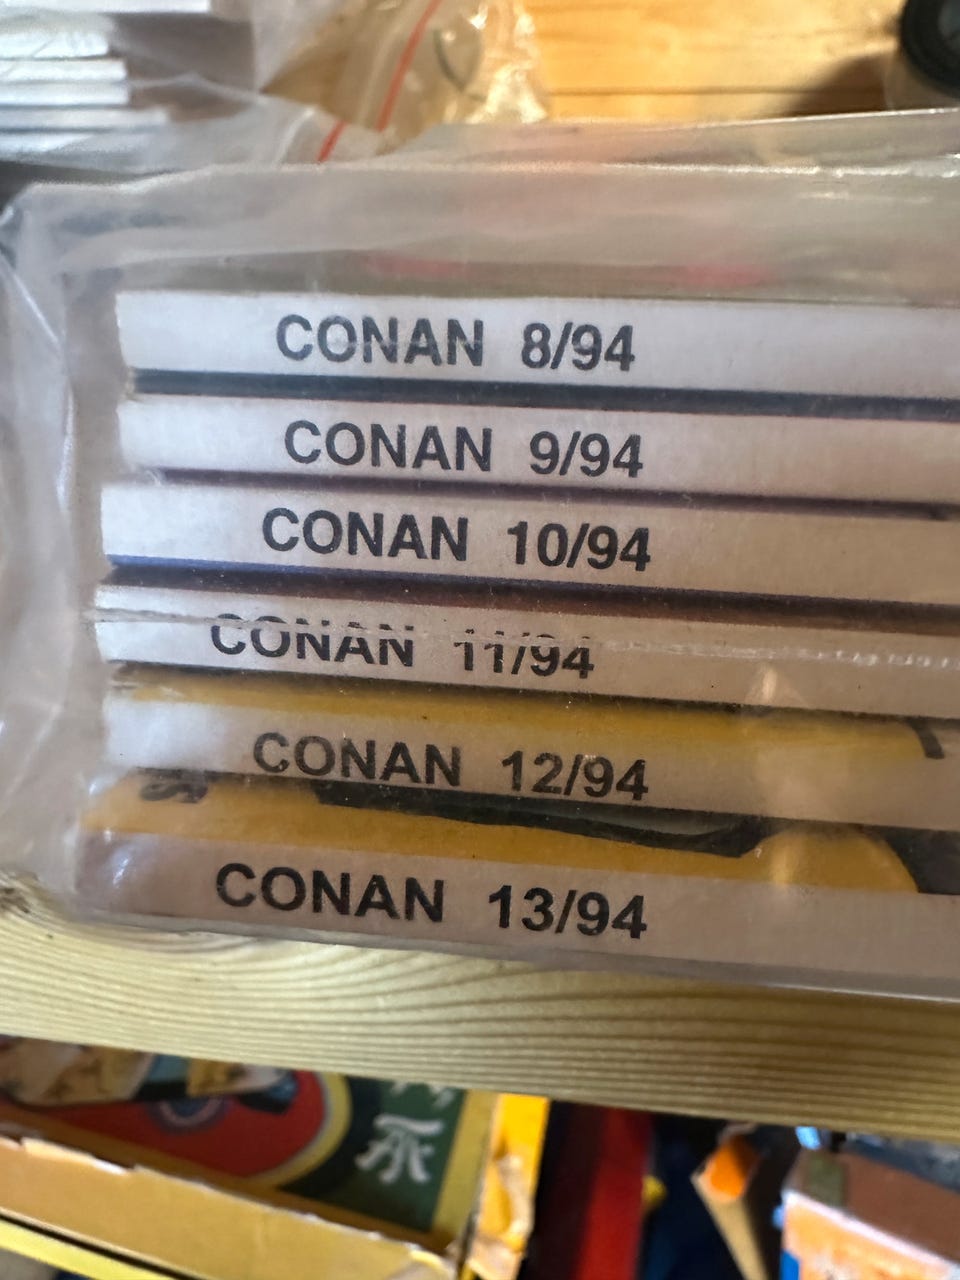 CONAN 8/94
CONAN 9/94
CONAN 10/94
CONAN 11/94
CONAN 12/94
CONAN 13/94